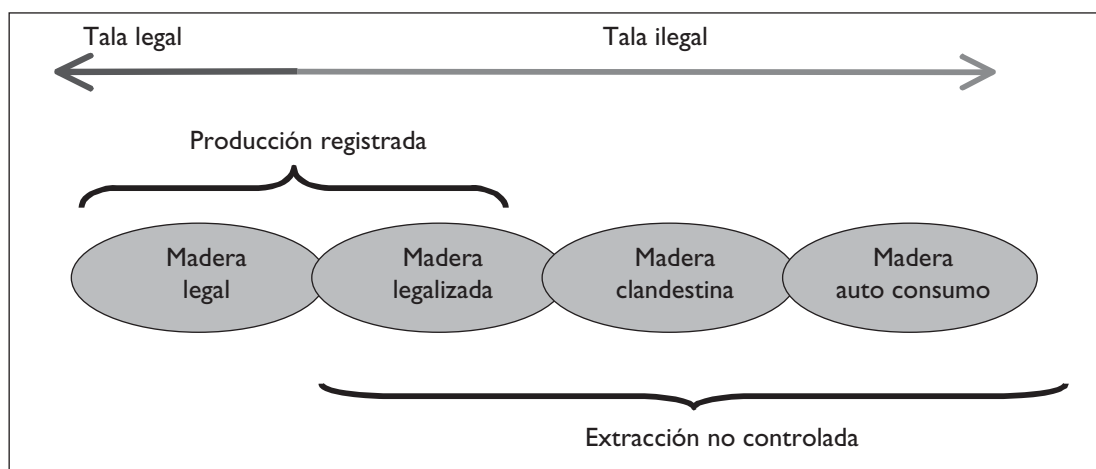 Tala legal
Tala ilegal
Producción registrada
Madera
legal
Madera
legalizada
Madera
clandestina
Madera
auto consumo
Extracción no controlada